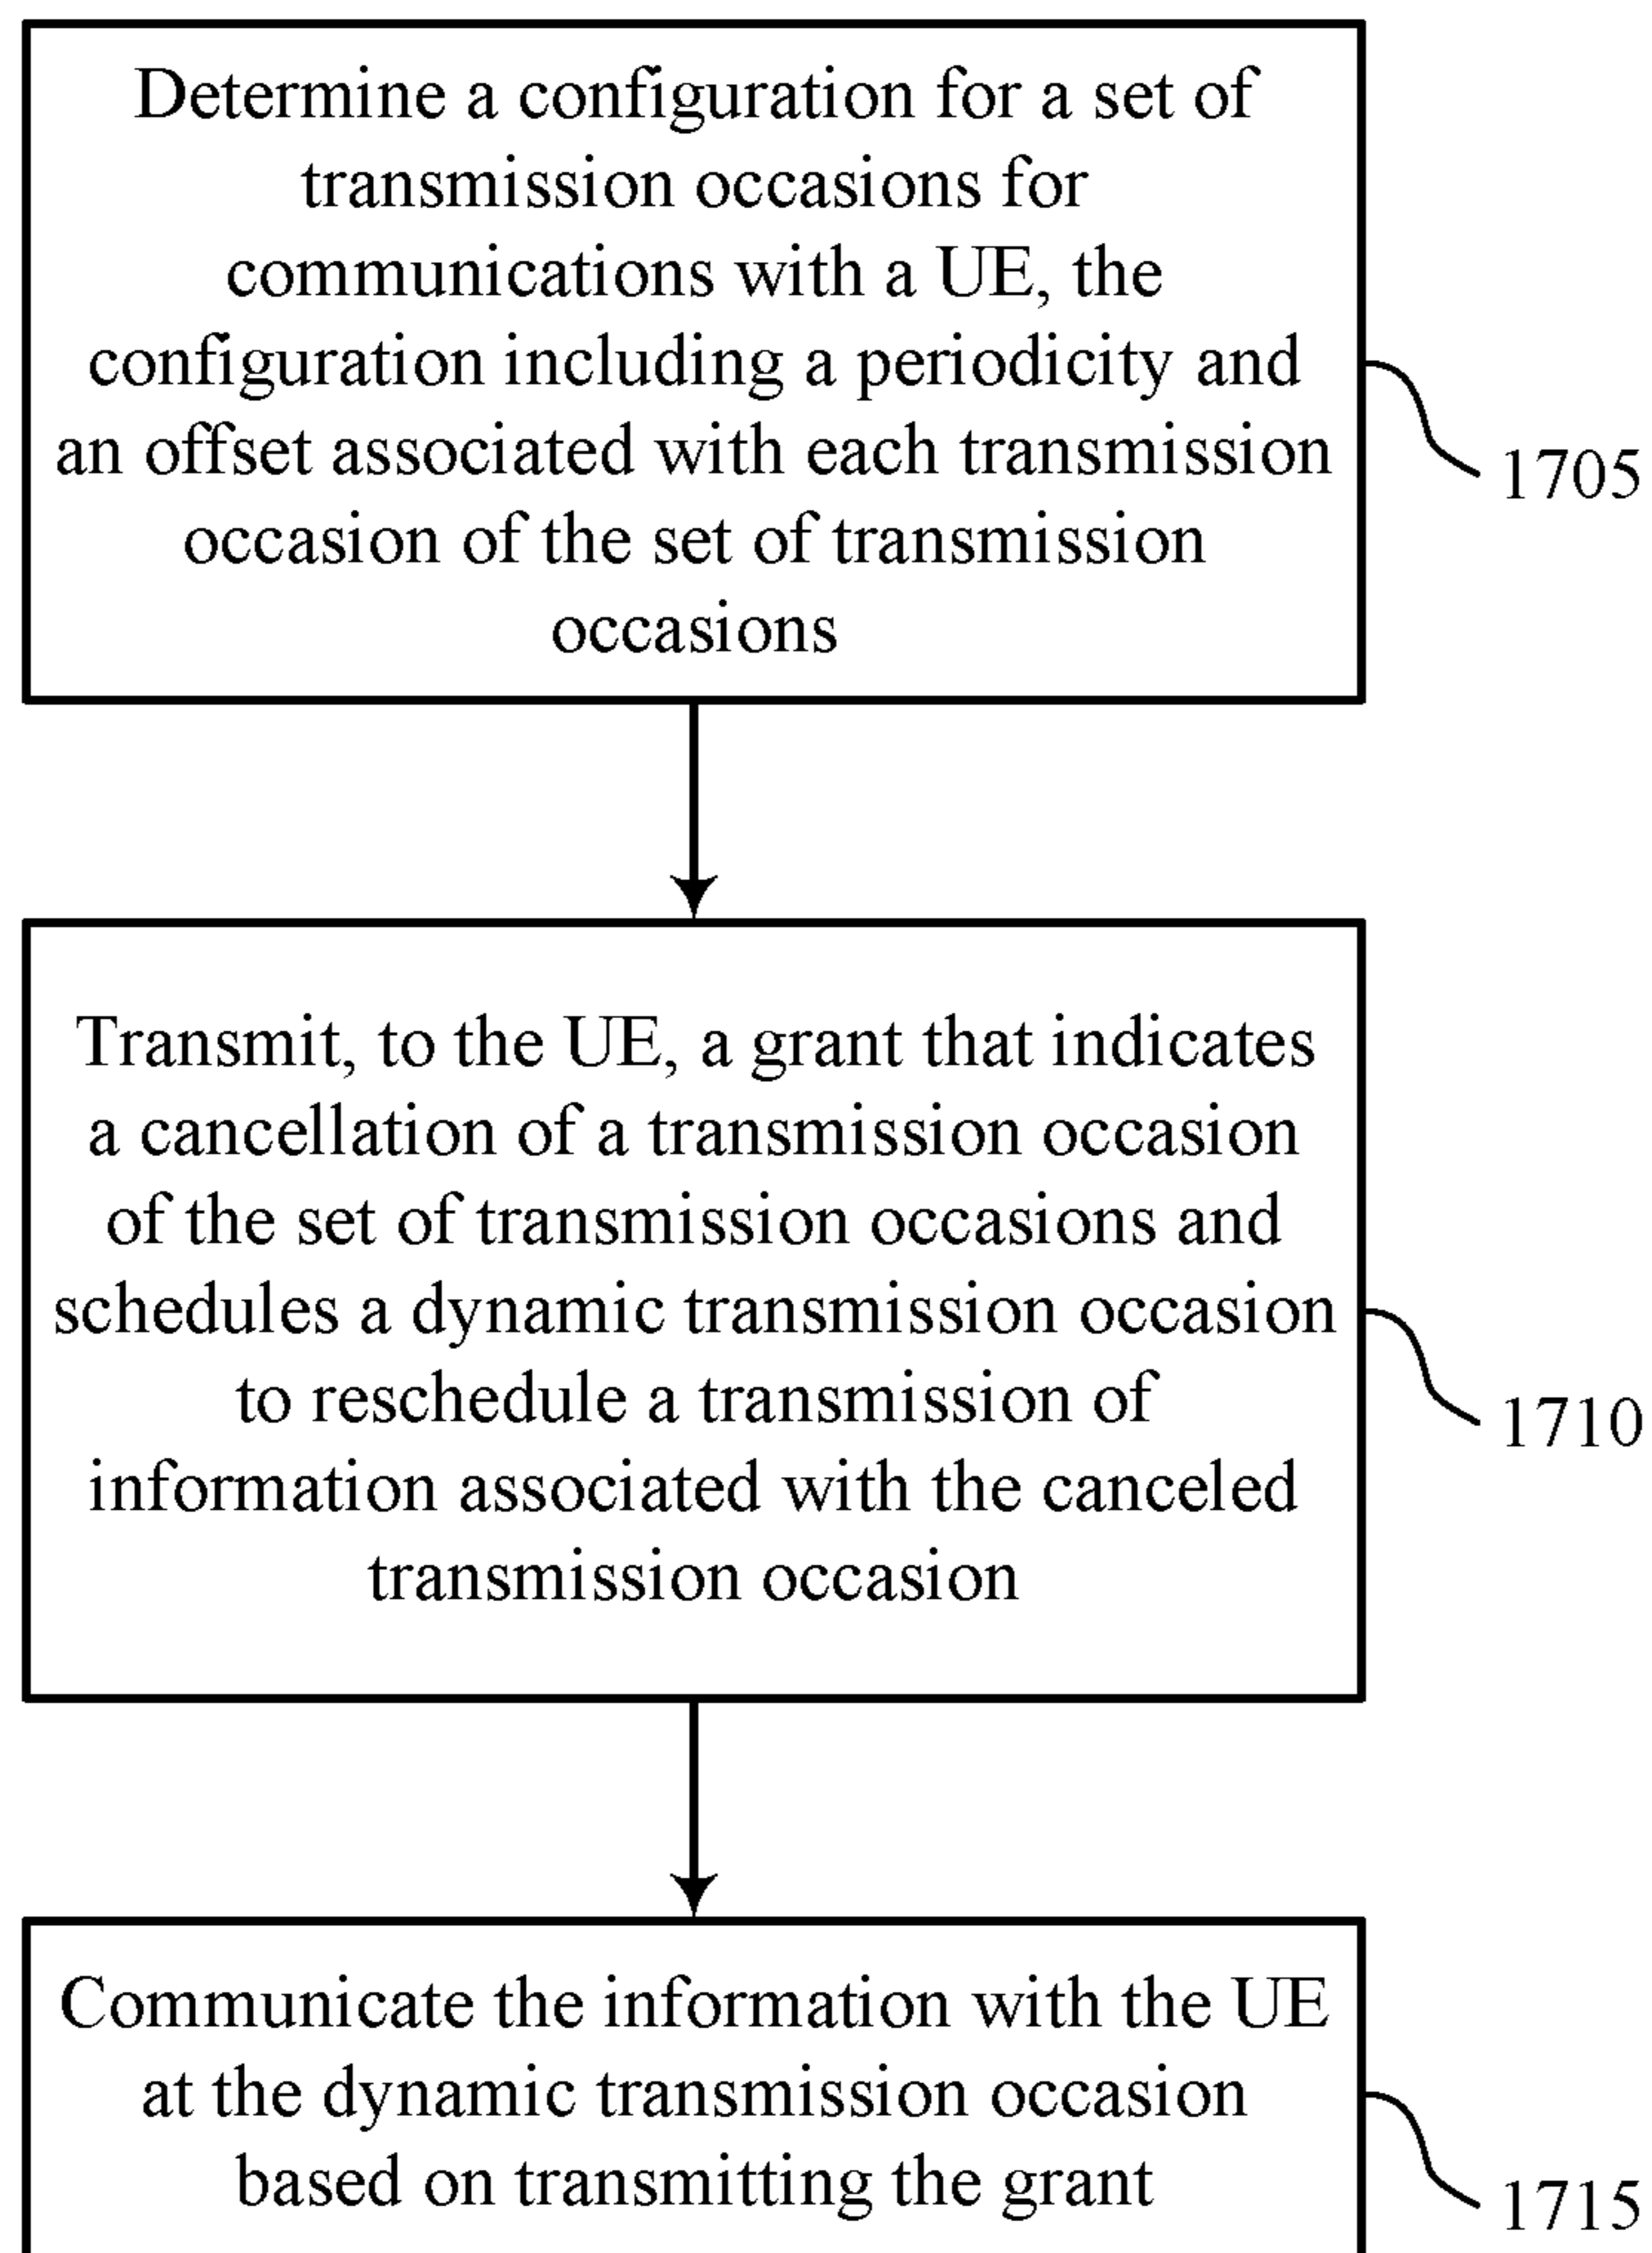 Determine a configuration for a set of
transmission occasions for
communications with a UE, the
configuration including a periodicity and
an offset associated with each transmission
occasion of the set of transmission
occasions
1705
Transmit, to the UE, a grant that indicates
a cancellation of a transmission occasion
of the set of transmission occasions and
schedules a dynamic transmission occasion
to reschedule a transmission of
information associated with the canceled
transmission occasion
1710
Communicate the information with the UE
at the dynamic transmission occasion
based on transmitting the grant
1715